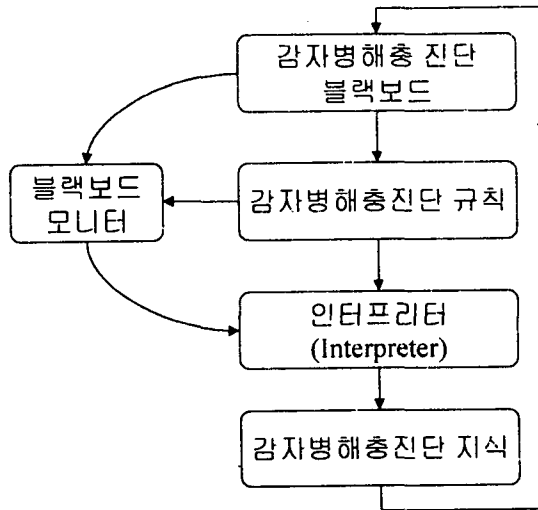 감자병해충 진단
블랙보드
블랙보드
모니터
감자병해충진단 규칙
인터프리터
(Interpreter)
감자병해충진단 지식